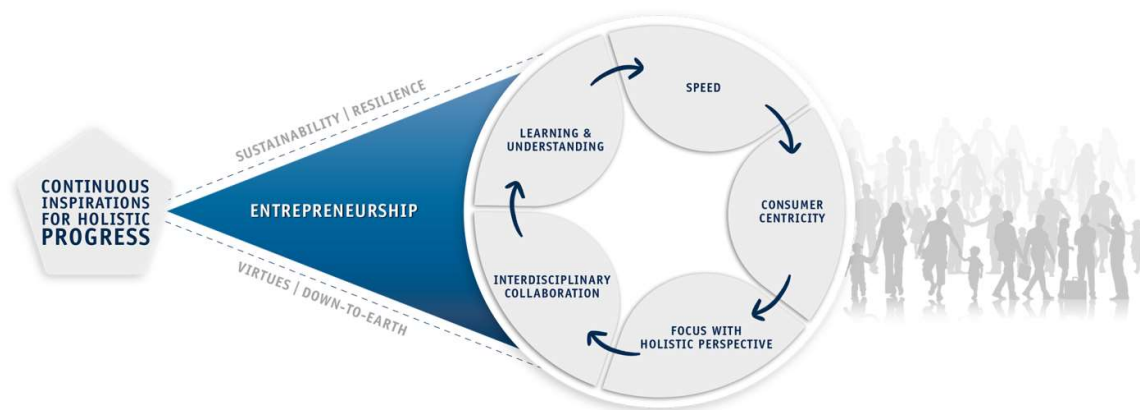 CONTINUOUS
INSPIRATIONS
FOR HOLISTIC
PROGRESS
SUSTAINABILITY | RESILIENCE
ENTREPRENEURSHIP
VIRTUES | DOWN-TO-EARTH
LEARNING &
UNDERSTANDING
SPEED
CONSUMER
CENTRICITY
FOCUS WITH
HOLISTIC PERSPECTIVE
INTERDISCIPLINARY
COLLABORATION